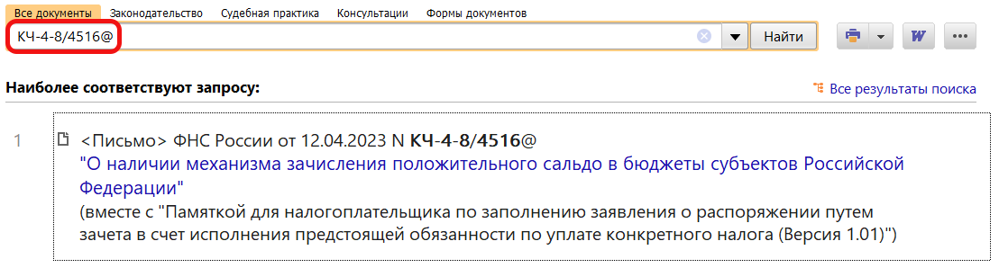 Все документы Законодательство Судебная практика Консультации Формы документов
КЧ-4-8/4516@ Найти W
Наиболее соответствуют запросу: Все результаты поиска
1 <Письмо> ФНС России от 12.04.2023 N КЧ-4-8/4516@
"О наличии механизма зачисления положительного сальдо в бюджеты субъектов Российской
Федерации"
(вместе с "Памяткой для налогоплательщика по заполнению заявления о распоряжении путем
зачета в счет исполнения предстоящей обязанности по уплате конкретного налога (Версия 1.01)")